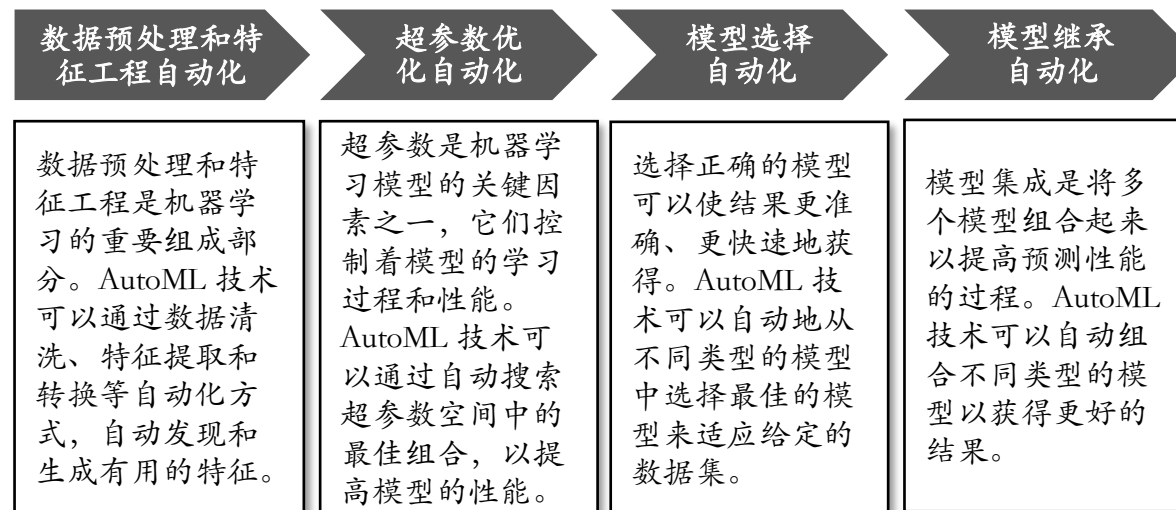 数据预处理和特
征工程自动化
超参数优
化自动化
模型选择
自动化
模型继承
自动化
数据预处理和特
征工程是机器学
习的重要组成部
分。AutoML 技术
可以通过数据清
洗、特征提取和
转换等自动化方
式，自动发现和
生成有用的特征。
超参数是机器学
习模型的关键因
素之一，它们控
制着模型的学习
过程和性能。
AutoML 技术可
以通过自动搜索
超参数空间中的
最佳组合，以提
高模型的性能。
选择正确的模型
可以使结果更准
确、更快速地获
得。AutoML 技
术可以自动地从
不同类型的模型
中选择最佳的模
型来适应给定的
数据集。
模型集成是将多
个模型组合起来
以提高预测性能
的过程。AutoML
技术可以自动组
合不同类型的模
型以获得更好的
结果。